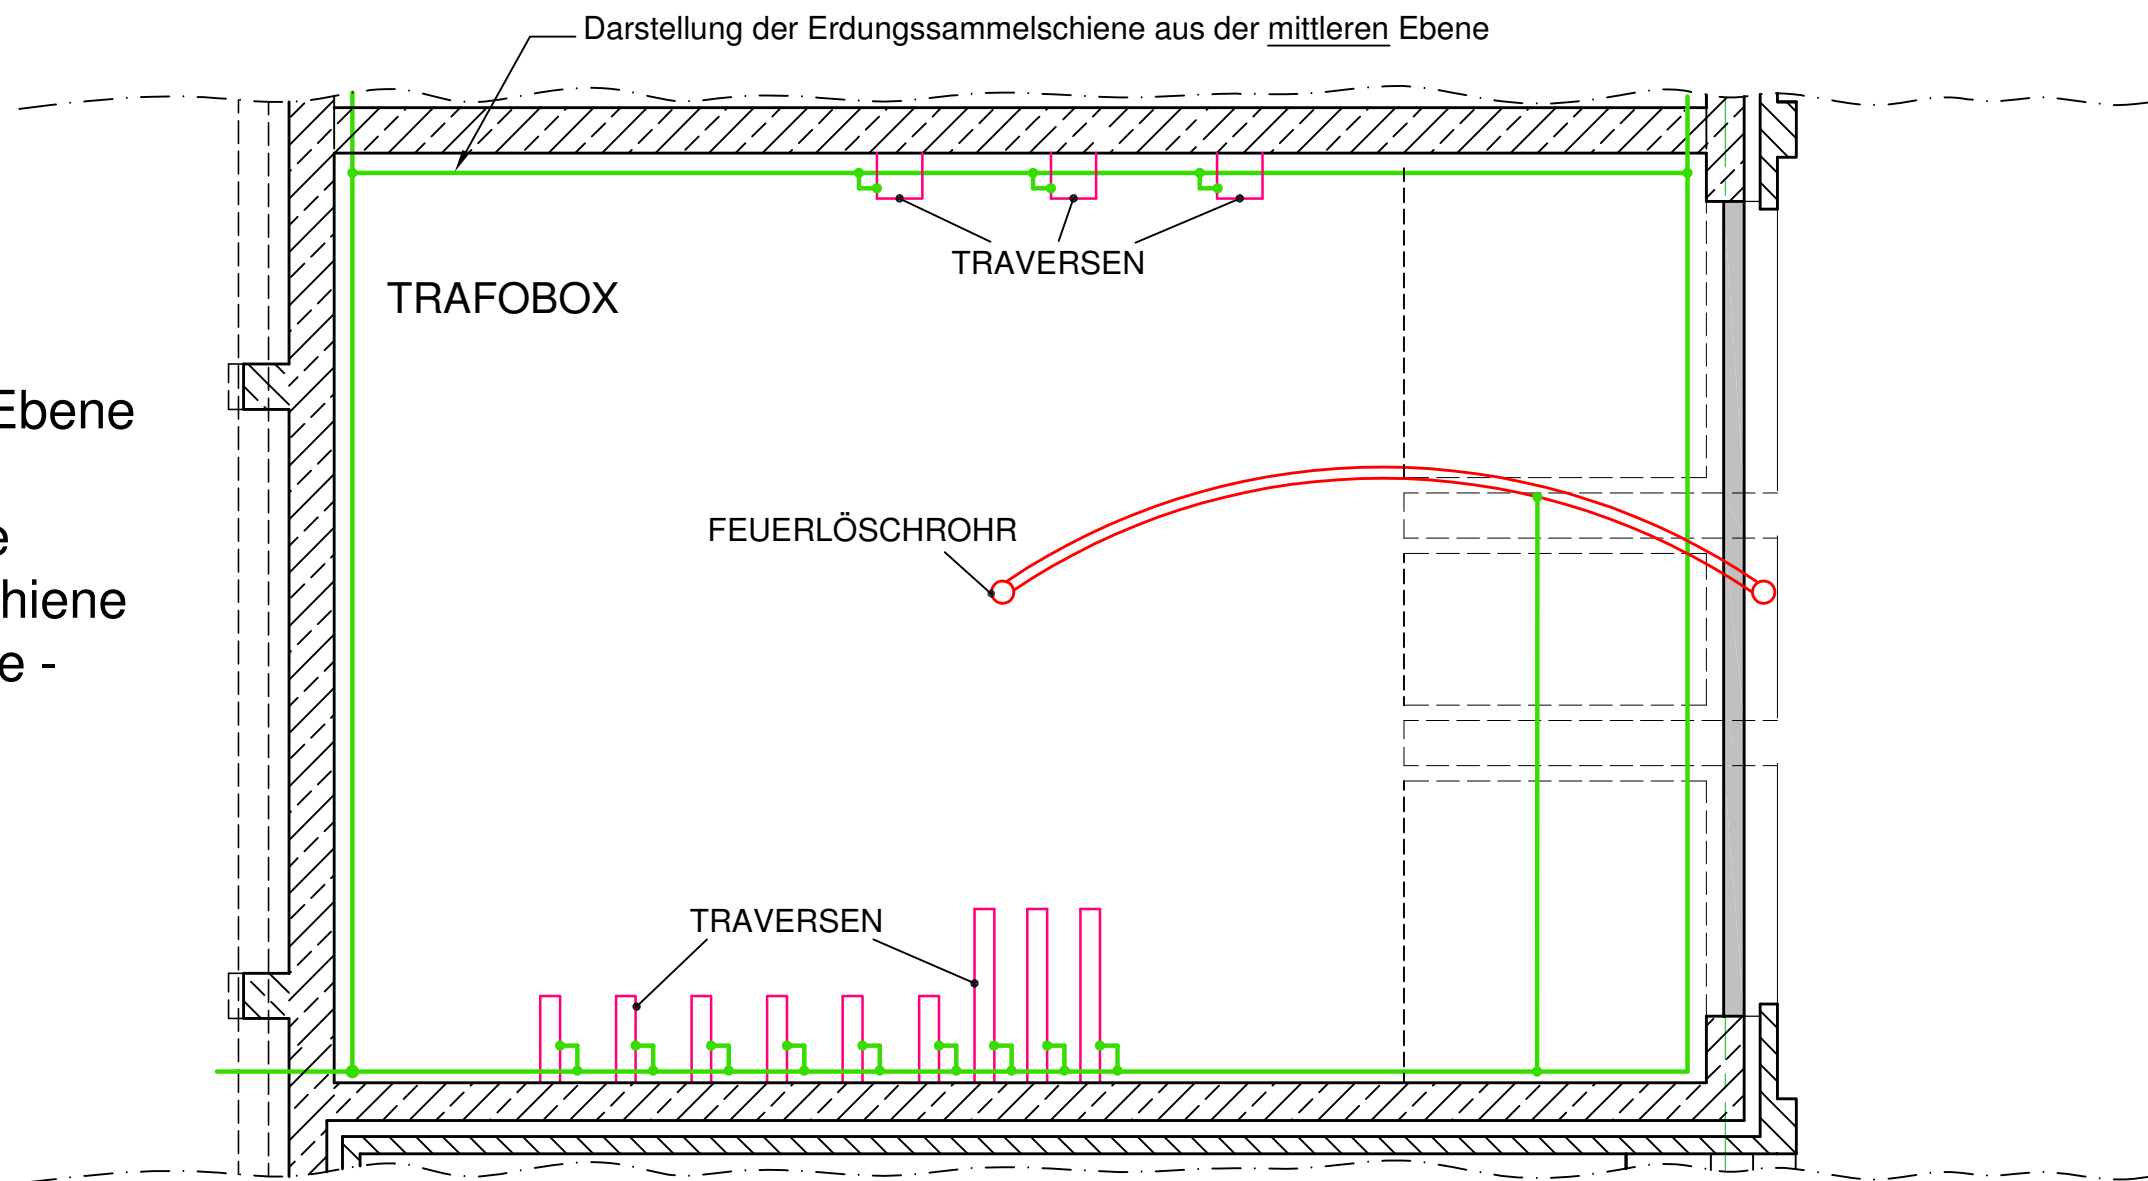 Darstellung der Erdungssammelschiene aus der mittleren Ebene
TRAVERSEN
TRAFOBOX
Ebene
FEUERLÖSCHROHR
e
hiene
e -
TRAVERSEN